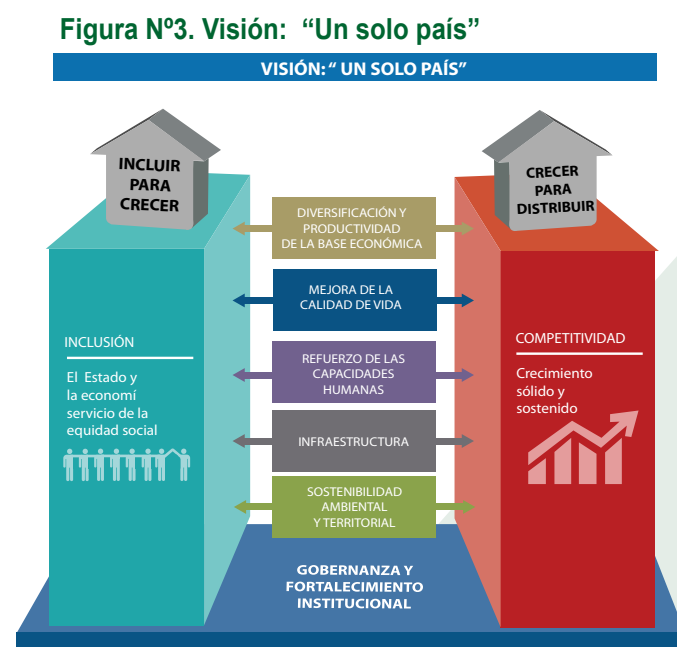 Figura Nº3. Visión: “Un solo país”
VISIÓN: “ UN SOLO PAÍS”
INCLUIR
PARA
CRECER
CRECER
PARA
DISTRIBUIR
DIVERSIFICACIÓN Y
PRODUCTIVIDAD
DE LA BASE ECONÓMICA
MEJORA DE LA
CALIDAD DE VIDA
REFUERZO DE LAS
CAPACIDADES
HUMANAS
INFRAESTRUCTURA
SOSTENIBILIDAD
AMBIENTAL
Y TERRITORIAL
INCLUSIÓN
El Estado y
la economí
servicio de la
equidad social
COMPETITIVIDAD
Crecimiento
sólido y
sostenido
GOBERNANZA Y
FORTALECIMIENTO
INSTITUCIONAL